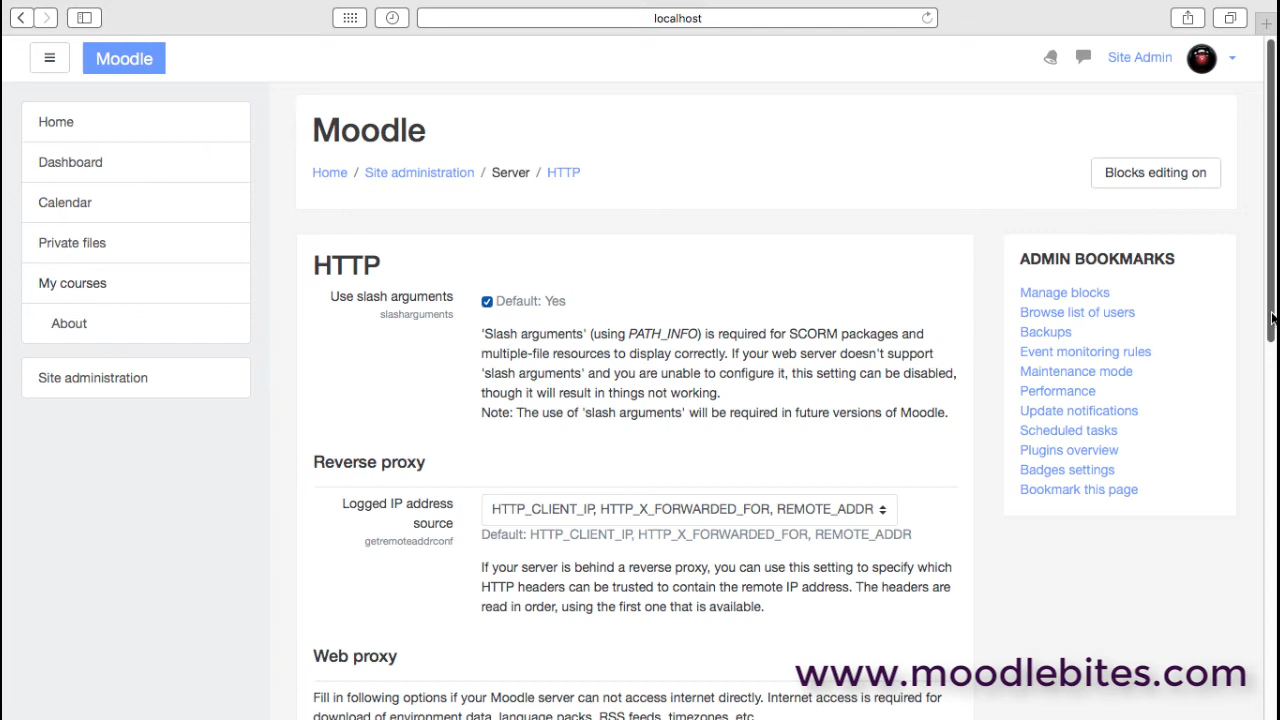 localhost
Moodle
Site Admin
Home
Dashboard
Calendar
Private files
My courses
About
Site administration
Moodle
Home / Site administration / Server / HTTP
Blocks editing on
HTTP
Use slash arguments
slasharguments
Default: Yes
'Slash arguments' (using PATH_INFO) is required for SCORM packages and
multiple-file resources to display correctly. If your web server doesn't support
'slash arguments' and you are unable to configure it, this setting can be disabled,
though it will result in things not working.
Note: The use of 'slash arguments' will be required in future versions of Moodle.
Reverse proxy
Logged IP address
source
getremoteaddrconf
HTTP_CLIENT_IP, HTTP_X_FORWARDED_FOR, REMOTE_ADDR
Default: HTTP_CLIENT_IP, HTTP_X_FORWARDED_FOR, REMOTE_ADDR
If your server is behind a reverse proxy, you can use this setting to specify which
HTTP headers can be trusted to contain the remote IP address. The headers are
read in order, using the first one that is available.
Web proxy
Fill in following options if your Moodle server can not access internet directly. Internet access is required for
download of environment data, language packs, RSS feeds, timezones, etc.
ADMIN BOOKMARKS
Manage blocks
Browse list of users
Backups
Event monitoring rules
Maintenance mode
Performance
Update notifications
Scheduled tasks
Plugins overview
Badges settings
Bookmark this page
www.moodlebites.com